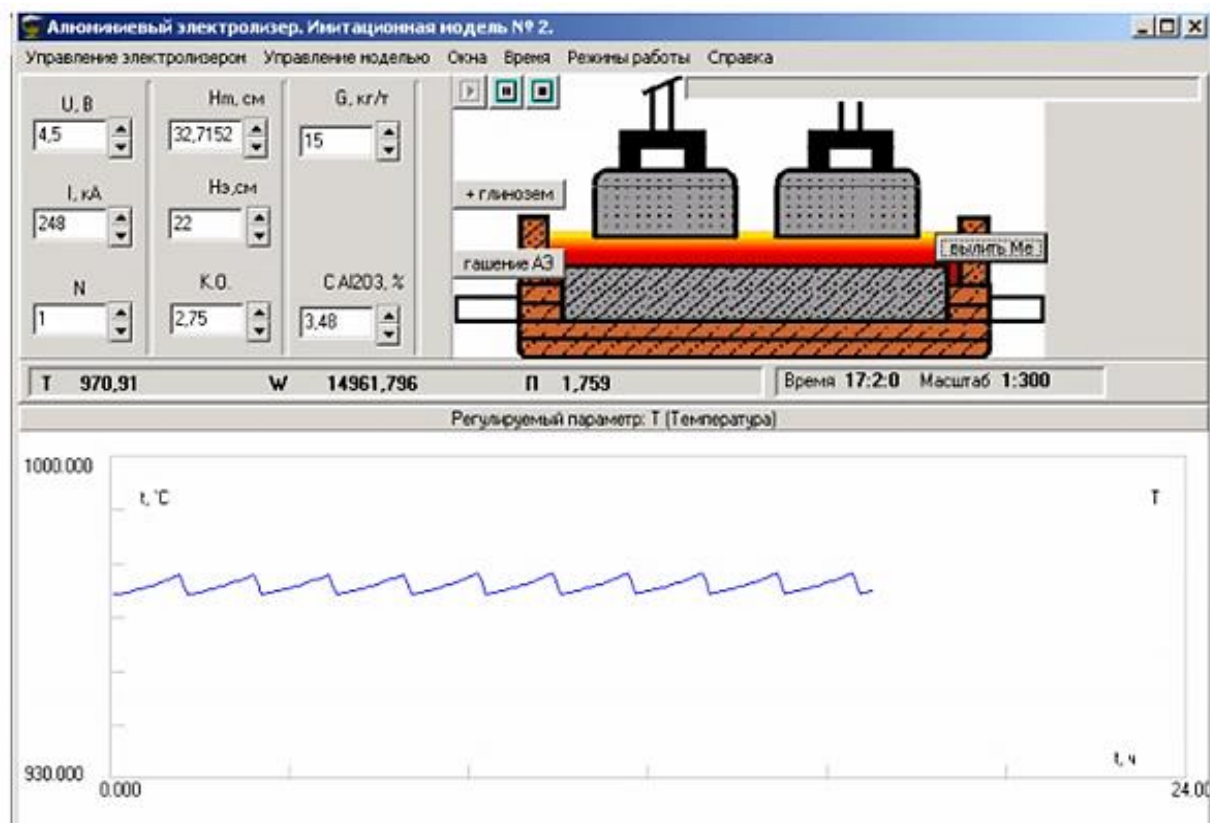 Алюминиевый электролизер. Имитационная модель № 2.
Управление электролизером Управление моделью Окна Время Режимы работы Справка
U, В Hm, см G, кг/т
4,5 32,7152 15
+ глинозем
I, кА Hэ,см
248 22
вылить Me
гашение АЭ
N К.О. C Al2O3, %
1 2,75 3,48
T 970,91 W 14961,796 П 1,759 Время 17:2:0 Масштаб 1:300
Регулируемый параметр: T (Температура)
1000.000
t, °C T
t, ч
930.000
0.000 24.00